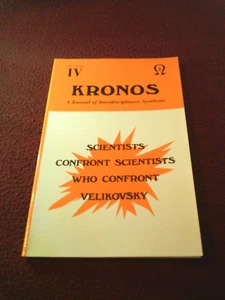 IV Ω
KRONOS
A Journal of Interdisciplinary Synthesis
SCIENTISTS
CONFRONT SCIENTISTS
WHO CONFRONT
VELIKOVSKY